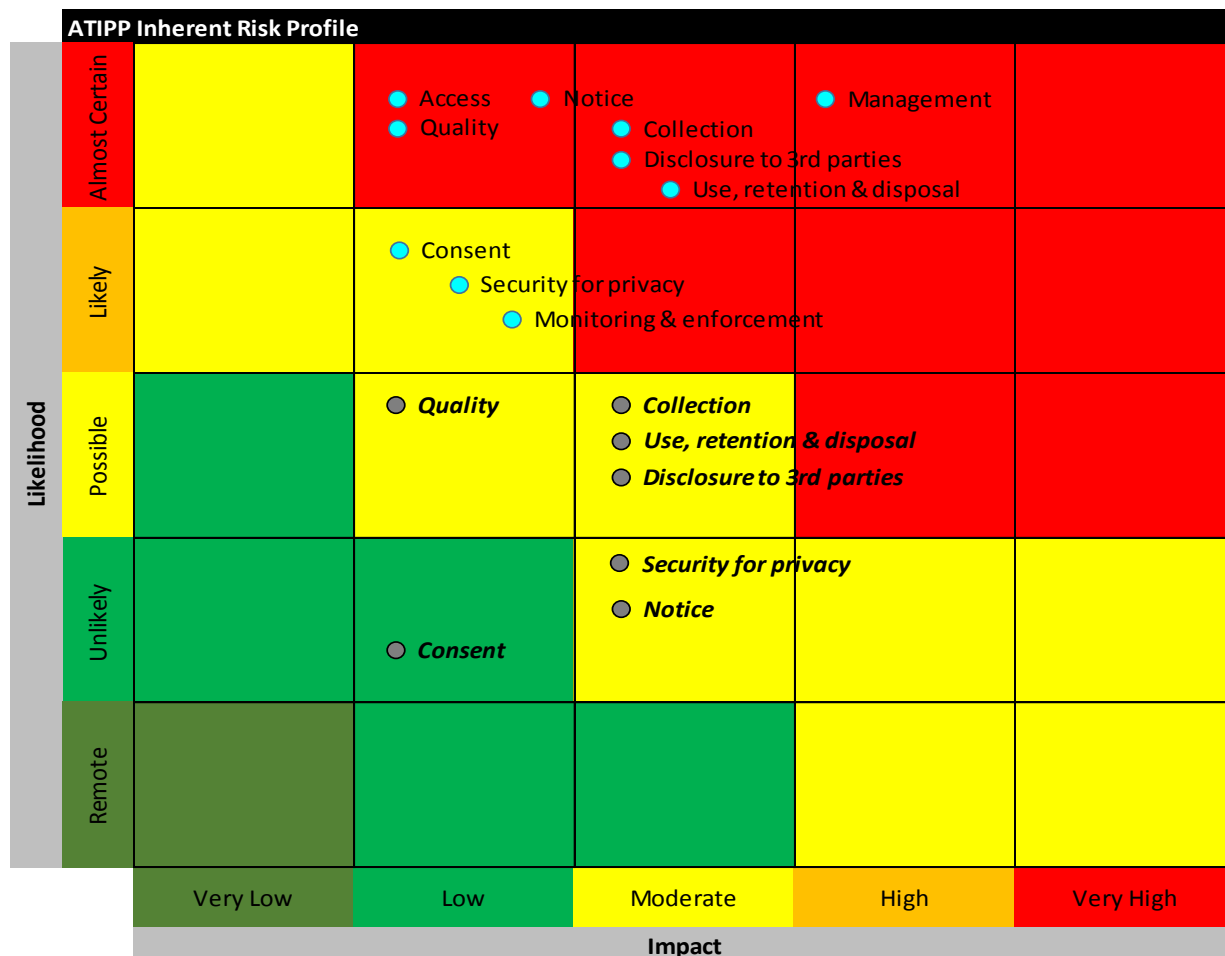 ATIPP Inherent Risk Profile
Likelihood
Almost Certain
Access
Notice
Management
Quality
Collection
Disclosure to 3rd parties
Use, retention & disposal
Likely
Consent
Security for privacy
Monitoring & enforcement
Possible
Quality
Collection
Use, retention & disposal
Disclosure to 3rd parties
Unlikely
Security for privacy
Notice
Consent
Remote
Very Low
Low
Moderate
High
Very High
Impact